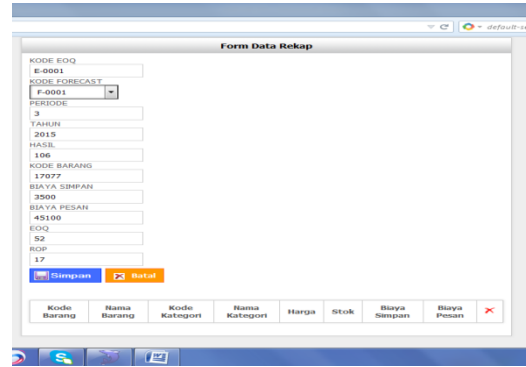 default-se
Form Data Rekap
KODE EOQ
E-0001
KODE FORECAST
F-0001
PERIODE
3
TAHUN
2015
HASIL
106
KODE BARANG
17077
BIAYA SIMPAN
3500
BIAYA PESAN
45100
EOQ
52
ROP
17
Simpan Batal
Kode Barang Nama Barang Kode Kategori Nama Kategori Harga Stok Biaya Simpan Biaya Pesan